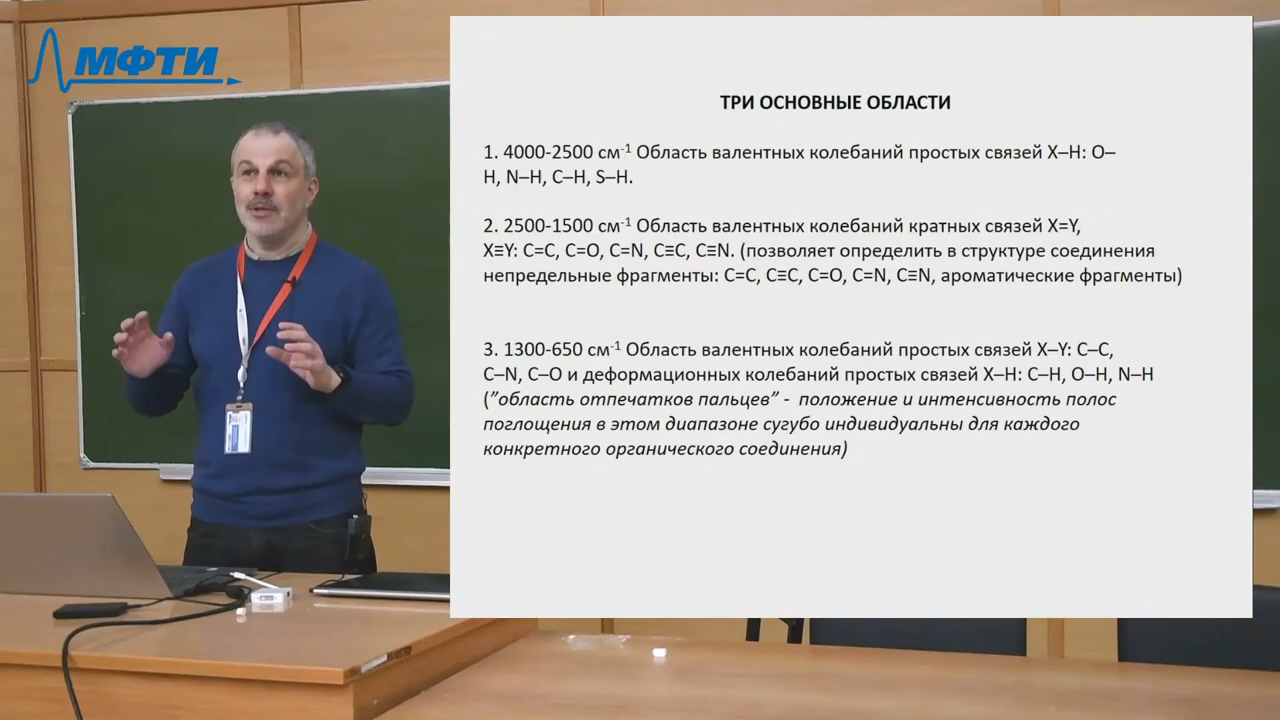 МФТИ
ТРИ ОСНОВНЫЕ ОБЛАСТИ
1. 4000-2500 см-1 Область валентных колебаний простых связей X–H: O–
H, N–H, C–H, S–H.
2. 2500-1500 см-1 Область валентных колебаний кратных связей X=Y,
X≡Y: C=C, C=O, C=N, C≡C, C≡N. (позволяет определить в структуре соединения
непредельные фрагменты: C=C, C≡C, C=O, C=N, C≡N, ароматические фрагменты)
3. 1300-650 см-1 Область валентных колебаний простых связей X–Y: C–C,
C–N, C–O и деформационных колебаний простых связей X–H: C–H, O–H, N–H
(”область отпечатков пальцев” - положение и интенсивность полос
поглощения в этом диапазоне сугубо индивидуальны для каждого
конкретного органического соединения)